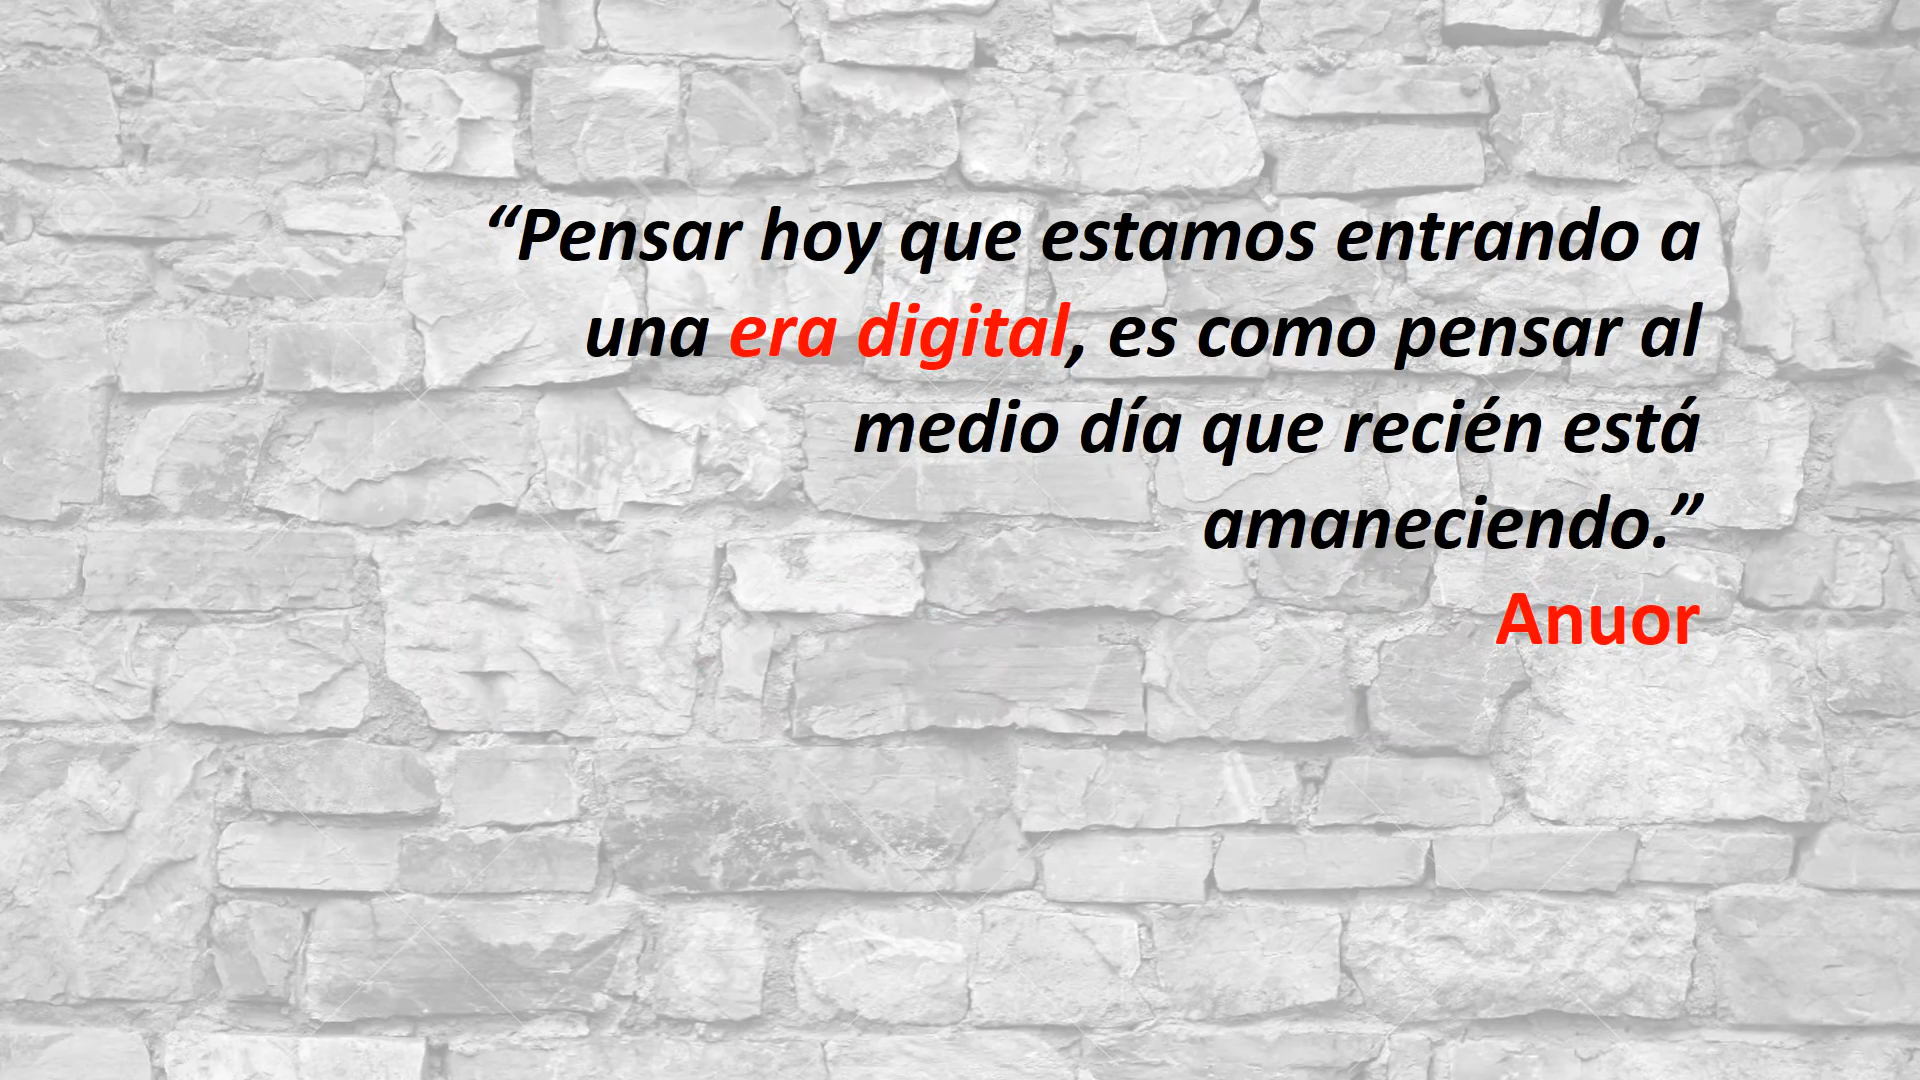 “Pensar hoy que estamos entrando a
una era digital, es como pensar al
medio día que recién está
amaneciendo.”
Anuor